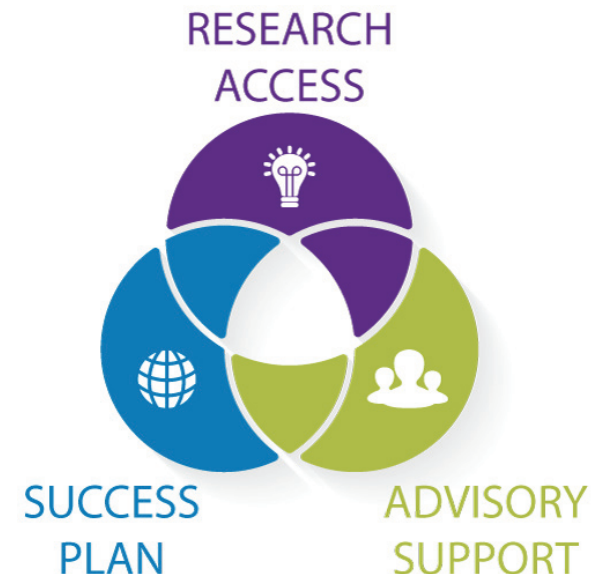 RESEARCH
ACCESS
SUCCESS
PLAN
ADVISORY
SUPPORT